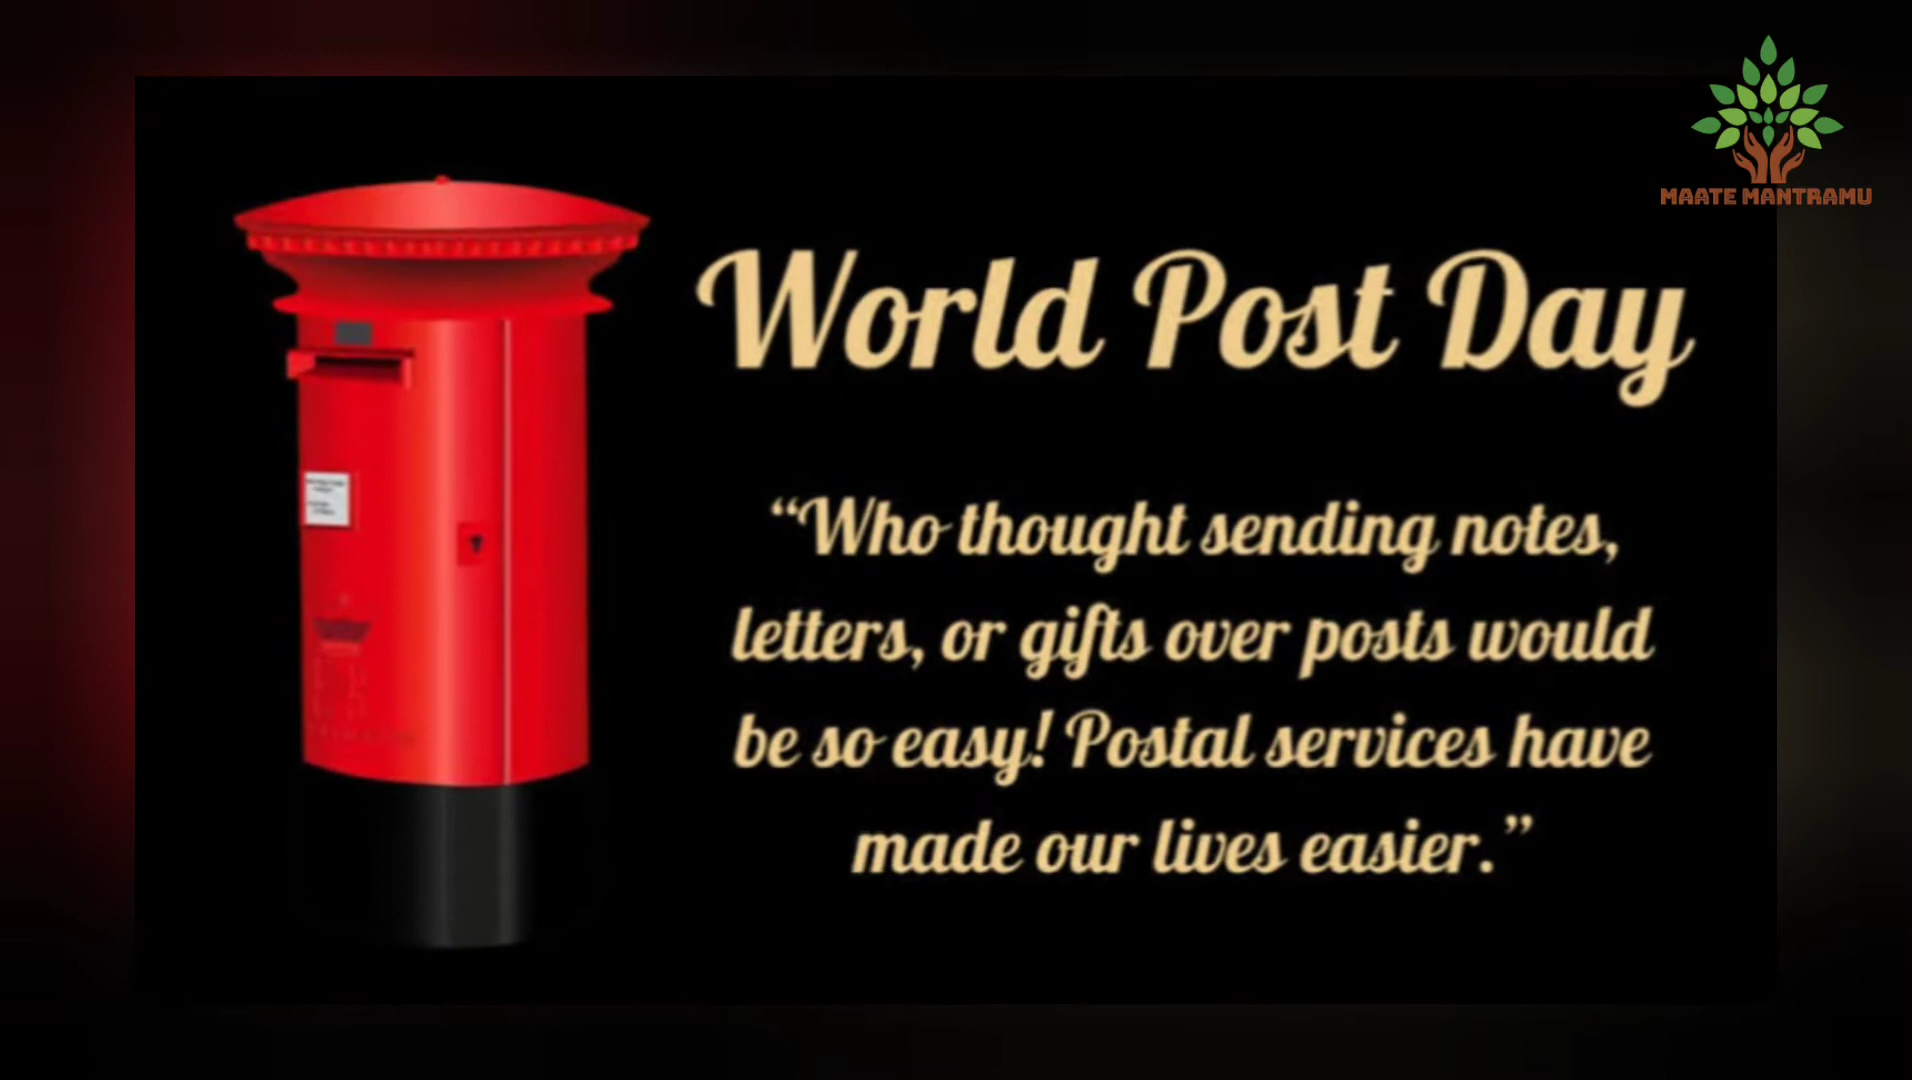 MAATE MANTRAMU
World Post Day
“Who thought sending notes,
letters, or gifts over posts would
be so easy! Postal services have
made our lives easier.”